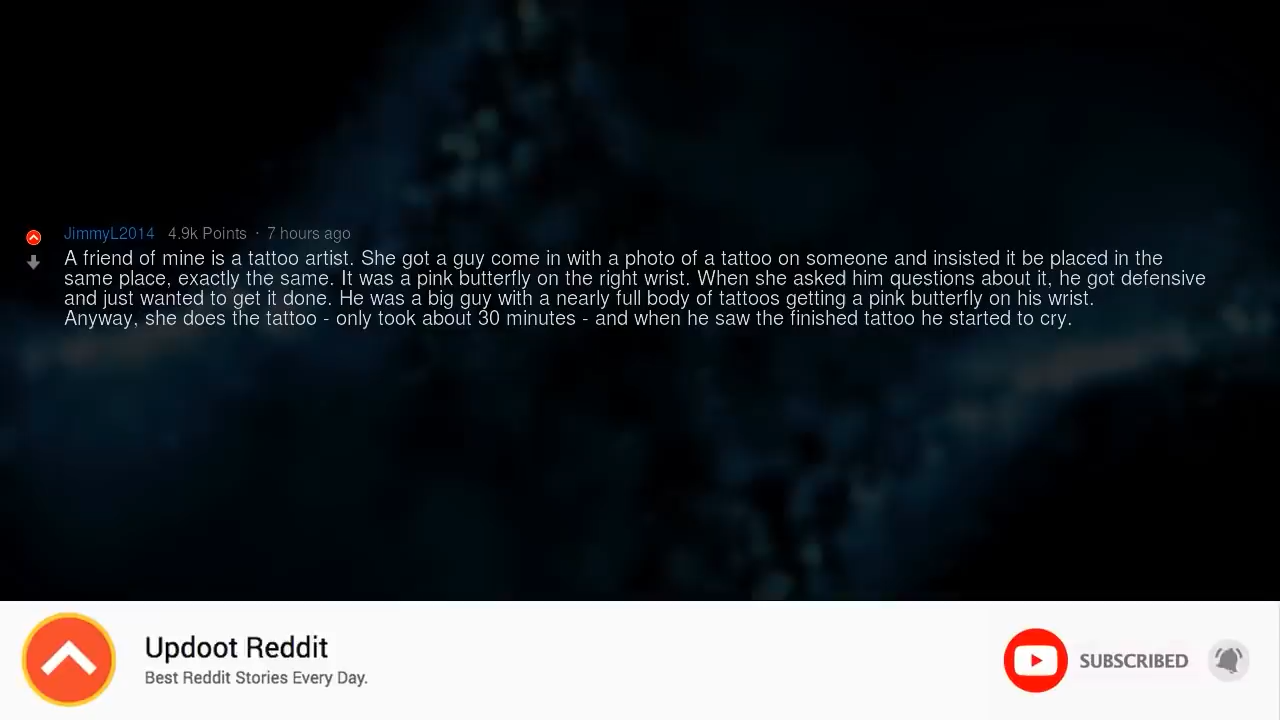 JimmyL2014 4.9k Points · 7 hours ago
A friend of mine is a tattoo artist. She got a guy come in with a photo of a tattoo on someone and insisted it be placed in the
same place, exactly the same. It was a pink butterfly on the right wrist. When she asked him questions about it, he got defensive
and just wanted to get it done. He was a big guy with a nearly full body of tattoos getting a pink butterfly on his wrist.
Anyway, she does the tattoo - only took about 30 minutes - and when he saw the finished tattoo he started to cry.
Updoot Reddit
Best Reddit Stories Every Day.
SUBSCRIBED